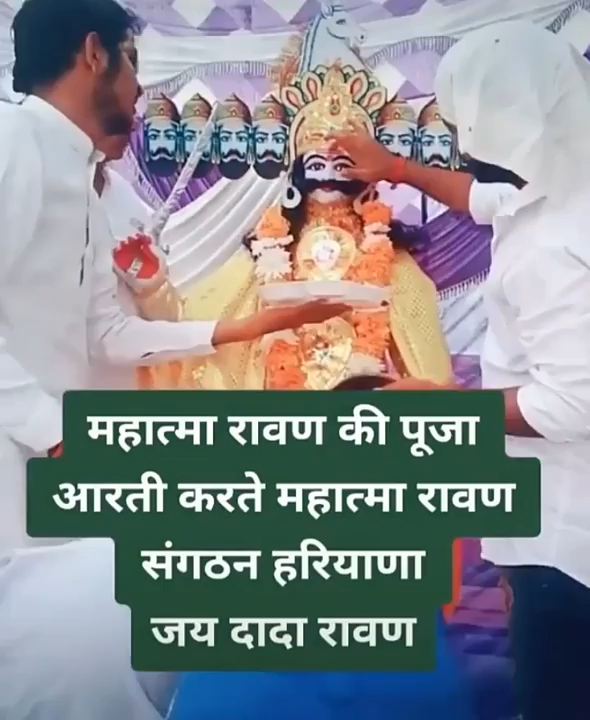 महात्मा रावण की पूजा
आरती करते महात्मा रावण
संगठन हरियाणा
जय दादा रावण